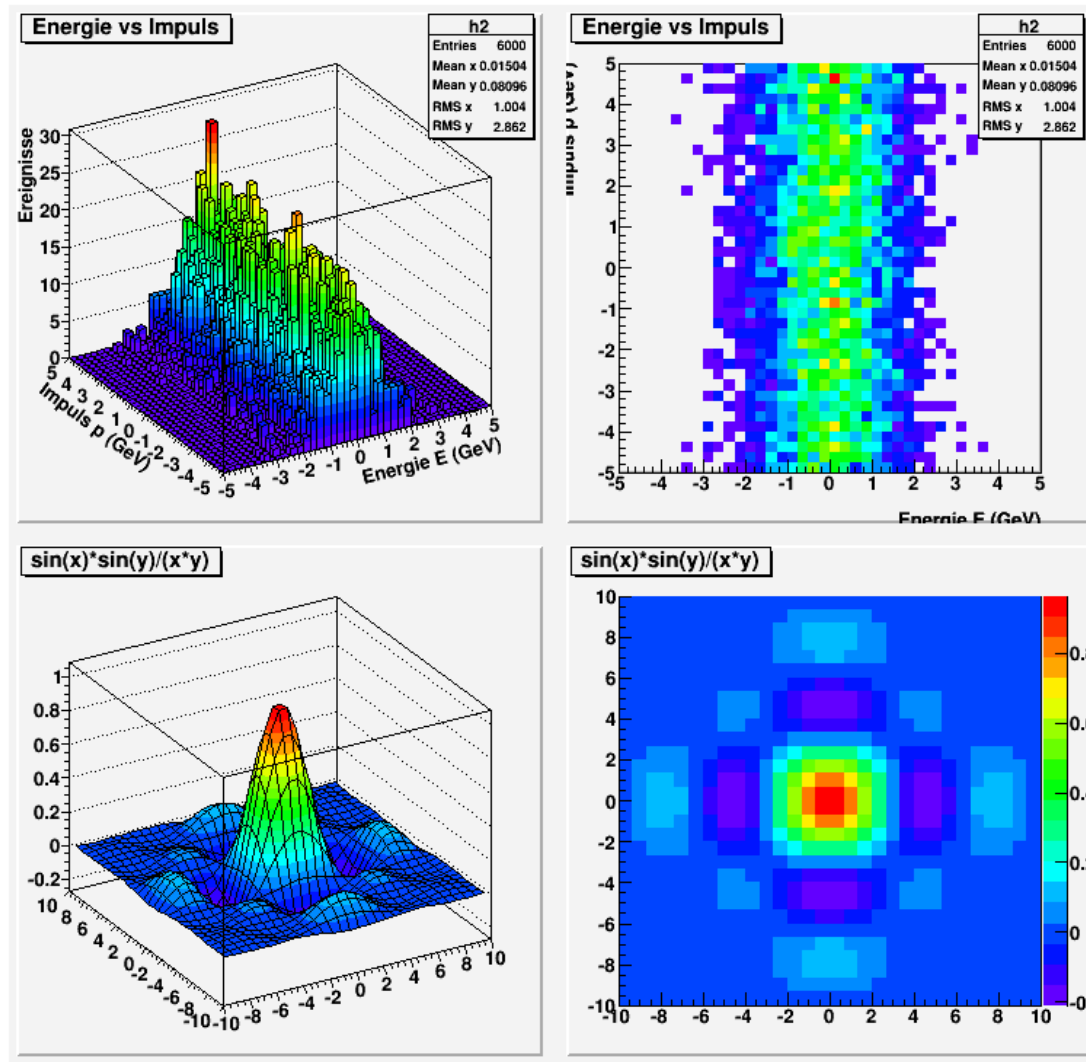 Energie vs Impuls
h2
Entries 6000
Mean x 0.01504
Mean y 0.08096
RMS x 1.004
RMS y 2.862
Ereignisse
30
25
20
15
10
5
0
5 4 3 2 1 0 -1 -2 -3 -4 -5
Impuls p (GeV)
-5 -4 -3 -2 -1 0 1 2 3 4 5
Energie E (GeV)
Energie vs Impuls
h2
Entries 6000
Mean x 0.01504
Mean y 0.08096
RMS x 1.004
RMS y 2.862
5
4
3
2
1
0
-1
-2
-3
-4
-5
-5 -4 -3 -2 -1 0 1 2 3 4 5
Energie E (GeV)
sin(x)*sin(y)/(x*y)
1
0.8
0.6
0.4
0.2
0
-0.2
10 8 6 4 2 0 -2 -4 -6 -8 -10
-10 -8 -6 -4 -2 0 2 4 6 8 10
sin(x)*sin(y)/(x*y)
10
8
6
4
2
0
-2
-4
-6
-8
-10
-10 -8 -6 -4 -2 0 2 4 6 8 10
0